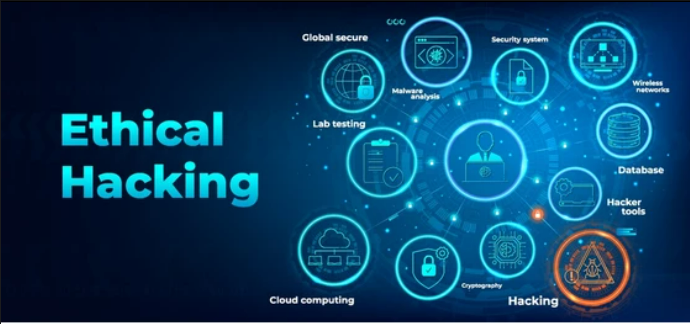 Ethical
Hacking
Global secure
Malware
analysis
Security system
Wireless
networks
Lab testing
Database
Hacker
tools
Cloud computing
Cryptography
Hacking